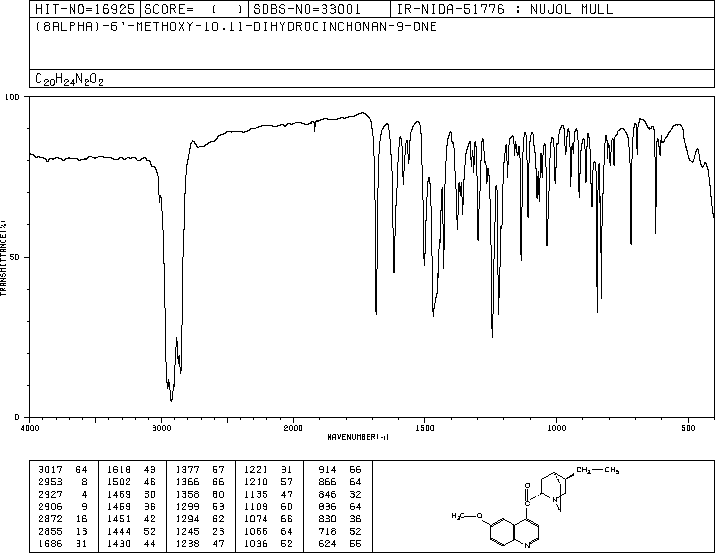 HIT-NO=16925 SCORE= ( ) SDBS-NO=33001 IR-NIDA-51776 : NUJOL MULL
(8ALPHA)-6'-METHOXY-10,11-DIHYDROCINCHONAN-9-ONE
C20H24N2O2
100
50
0
TRANSMITTANCE(%)
4000 3000 2000 1500 1000 500
WAVENUMBER(-1)
3017 64 1618 43 1377 57 1221 31 914 66
2953 8 1502 46 1366 66 1210 57 866 64
2927 4 1469 30 1358 60 1135 47 846 32
2906 9 1463 36 1299 63 1109 60 836 64
2872 16 1451 42 1294 62 1074 66 830 36
2855 13 1444 52 1245 23 1066 64 718 52
1686 31 1430 44 1238 47 1036 52 624 55
CH2—CH3
O
N
C
H3C O
N